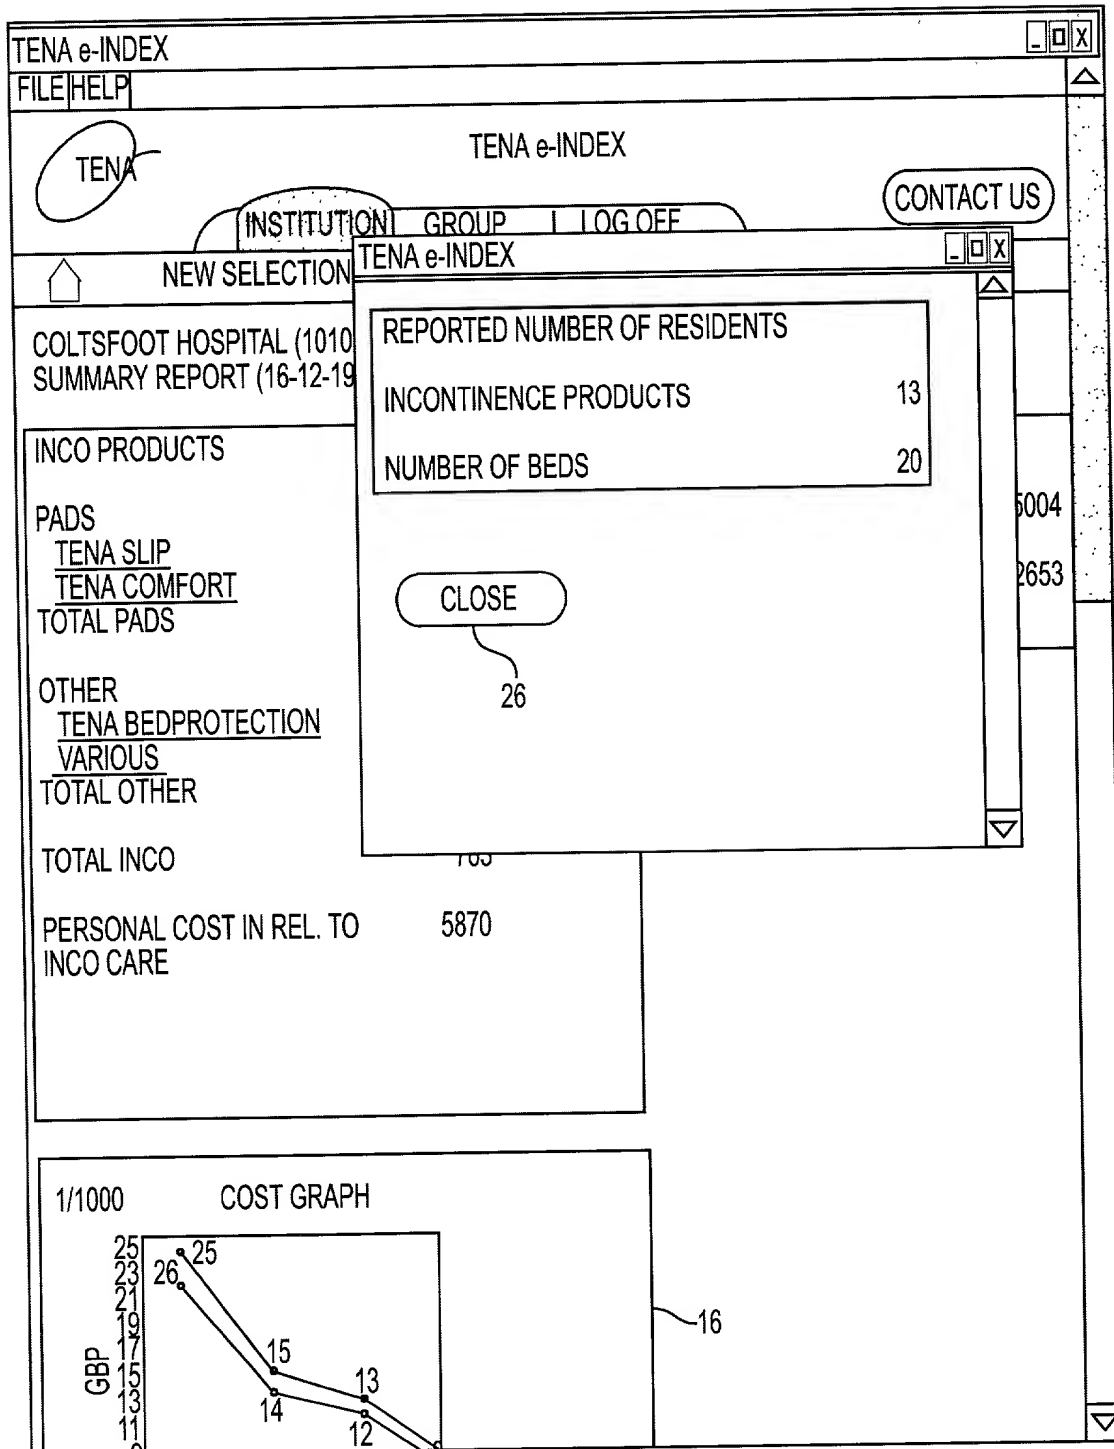 TENA e-INDEX
FILE HELP
TENA
TENA e-INDEX
CONTACT US
INSTITUTION GROUP LOG OFF
NEW SELECTION
COLTSFOOT HOSPITAL (1010
SUMMARY REPORT (16-12-19
TENA e-INDEX
REPORTED NUMBER OF RESIDENTS
INCONTINENCE PRODUCTS 13
NUMBER OF BEDS 20
CLOSE
26
INCO PRODUCTS
PADS
TENA SLIP
TENA COMFORT
TOTAL PADS
OTHER
TENA BEDPROTECTION
VARIOUS
TOTAL OTHER
TOTAL INCO
PERSONAL COST IN REL. TO 5870
INCO CARE
5004
2653
1/1000 COST GRAPH
GBP
25
23
21
19
17
15
13
11
25
26
15
14
13
12
16